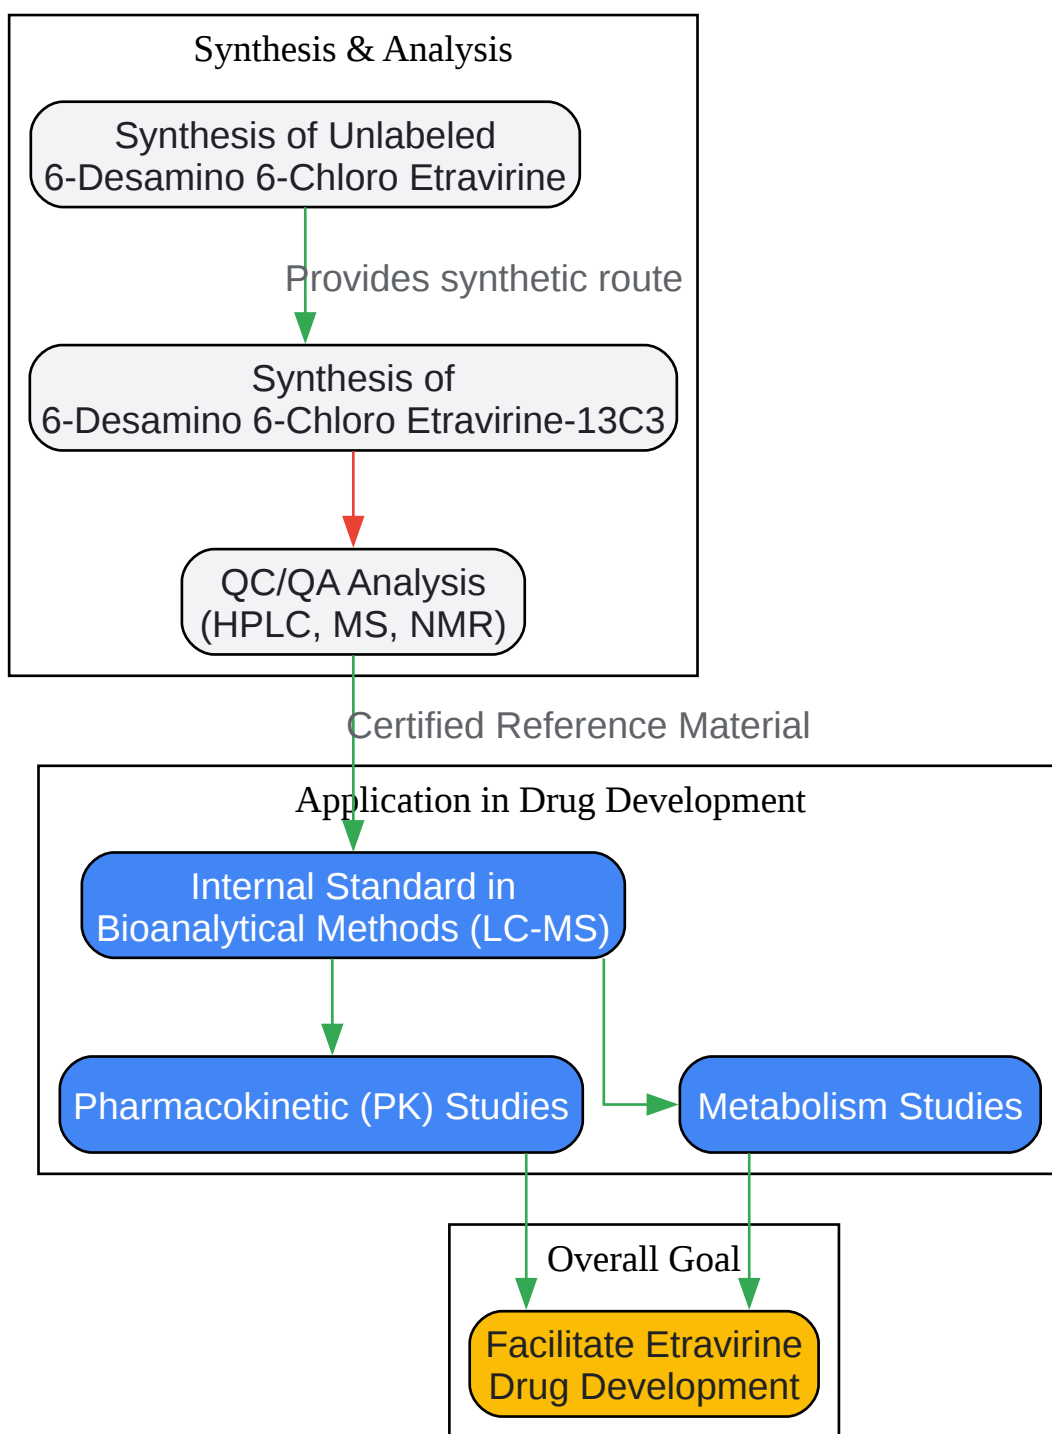 Synthesis & Analysis
Synthesis of Unlabeled
6-Desamino 6-Chloro Etravirine
Provides synthetic route
Synthesis of
6-Desamino 6-Chloro Etravirine-13C3
QC/QA Analysis
(HPLC, MS, NMR)
Certified Reference Material
Application in Drug Development
Internal Standard in
Bioanalytical Methods (LC-MS)
Pharmacokinetic (PK) Studies
Metabolism Studies
Overall Goal
Facilitate Etravirine
Drug Development